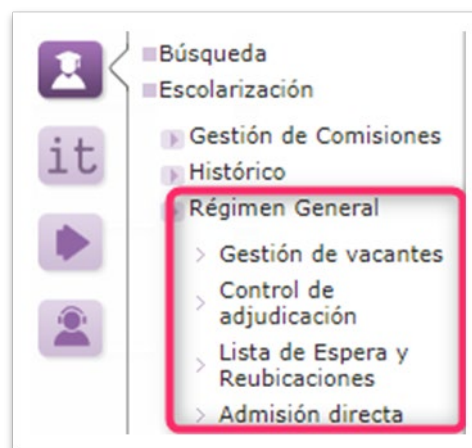 Búsqueda
Escolarización
it
Gestión de Comisiones
Histórico
Régimen General
Gestión de vacantes
Control de
adjudicación
Lista de Espera y
Reubicaciones
Admisión directa